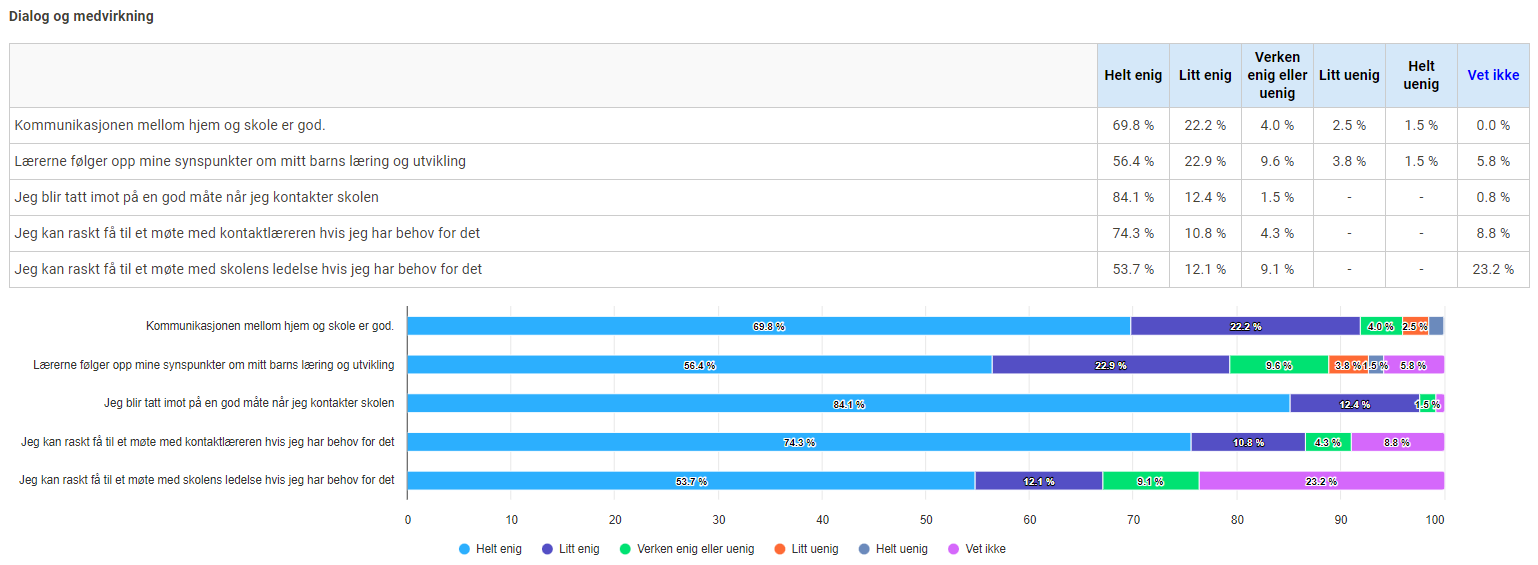 Dialog og medvirkning
Helt enig Litt enig Verken enig eller uenig Litt uenig Helt uenig Vet ikke
Kommunikasjonen mellom hjem og skole er god. 69.8 % 22.2 % 4.0 % 2.5 % 1.5 % 0.0 %
Lærerne følger opp mine synspunkter om mitt barns læring og utvikling 56.4 % 22.9 % 9.6 % 3.8 % 1.5 % 5.8 %
Jeg blir tatt imot på en god måte når jeg kontakter skolen 84.1 % 12.4 % 1.5 % - - 0.8 %
Jeg kan raskt få til et møte med kontaktlæreren hvis jeg har behov for det 74.3 % 10.8 % 4.3 % - - 8.8 %
Jeg kan raskt få til et møte med skolens ledelse hvis jeg har behov for det 53.7 % 12.1 % 9.1 % - - 23.2 %
Kommunikasjonen mellom hjem og skole er god. 69.8 % 22.2 % 4.0 % 2.5 %
Lærerne følger opp mine synspunkter om mitt barns læring og utvikling 56.4 % 22.9 % 9.6 % 3.8 % 1.5 % 5.8 %
Jeg blir tatt imot på en god måte når jeg kontakter skolen 84.1 % 12.4 % 1.5 %
Jeg kan raskt få til et møte med kontaktlæreren hvis jeg har behov for det 74.3 % 10.8 % 4.3 % 8.8 %
Jeg kan raskt få til et møte med skolens ledelse hvis jeg har behov for det 53.7 % 12.1 % 9.1 % 23.2 %
0 10 20 30 40 50 60 70 80 90 100
Helt enig Litt enig Verken enig eller uenig Litt uenig Helt uenig Vet ikke